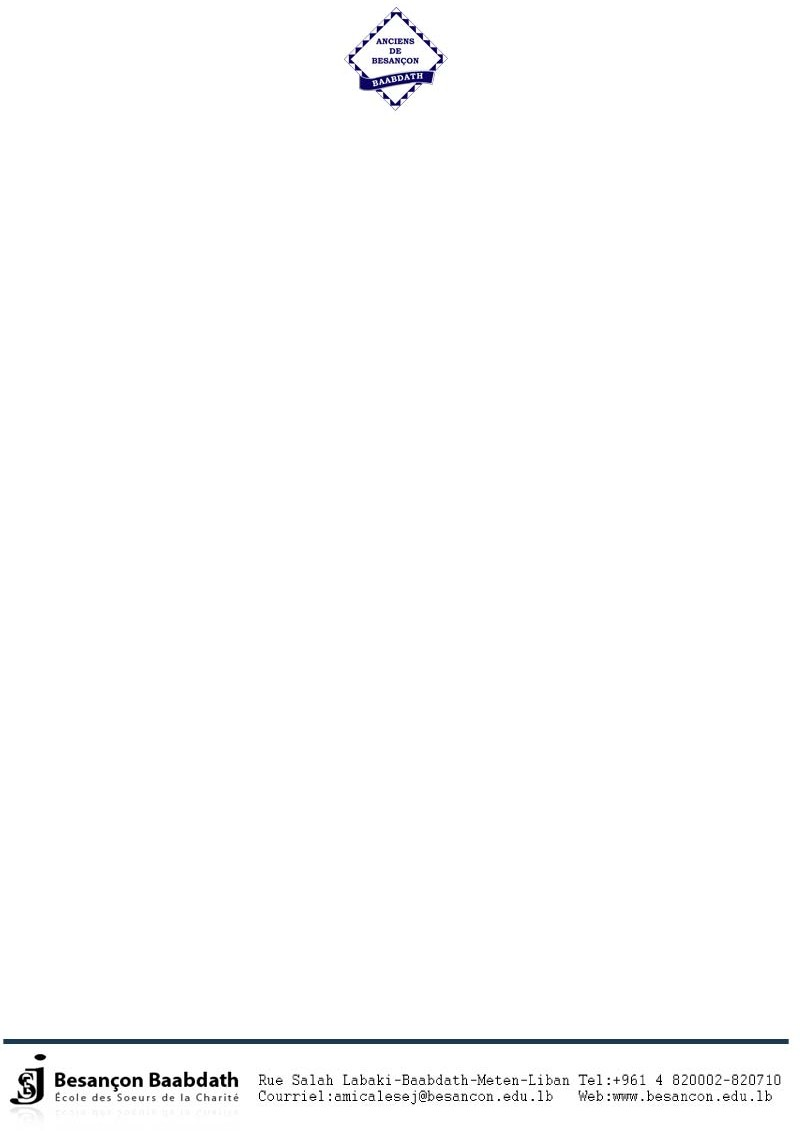 ANCIENS
DE
BESANÇON
BAABDATH
Besançon Baabdath
École des Soeurs de la Charité
Rue Salah Labaki-Baabdath-Meten-Liban Tel:+961 4 820002-820710
Courriel:amicalesej@besancon.edu.lb Web:www.besancon.edu.lb